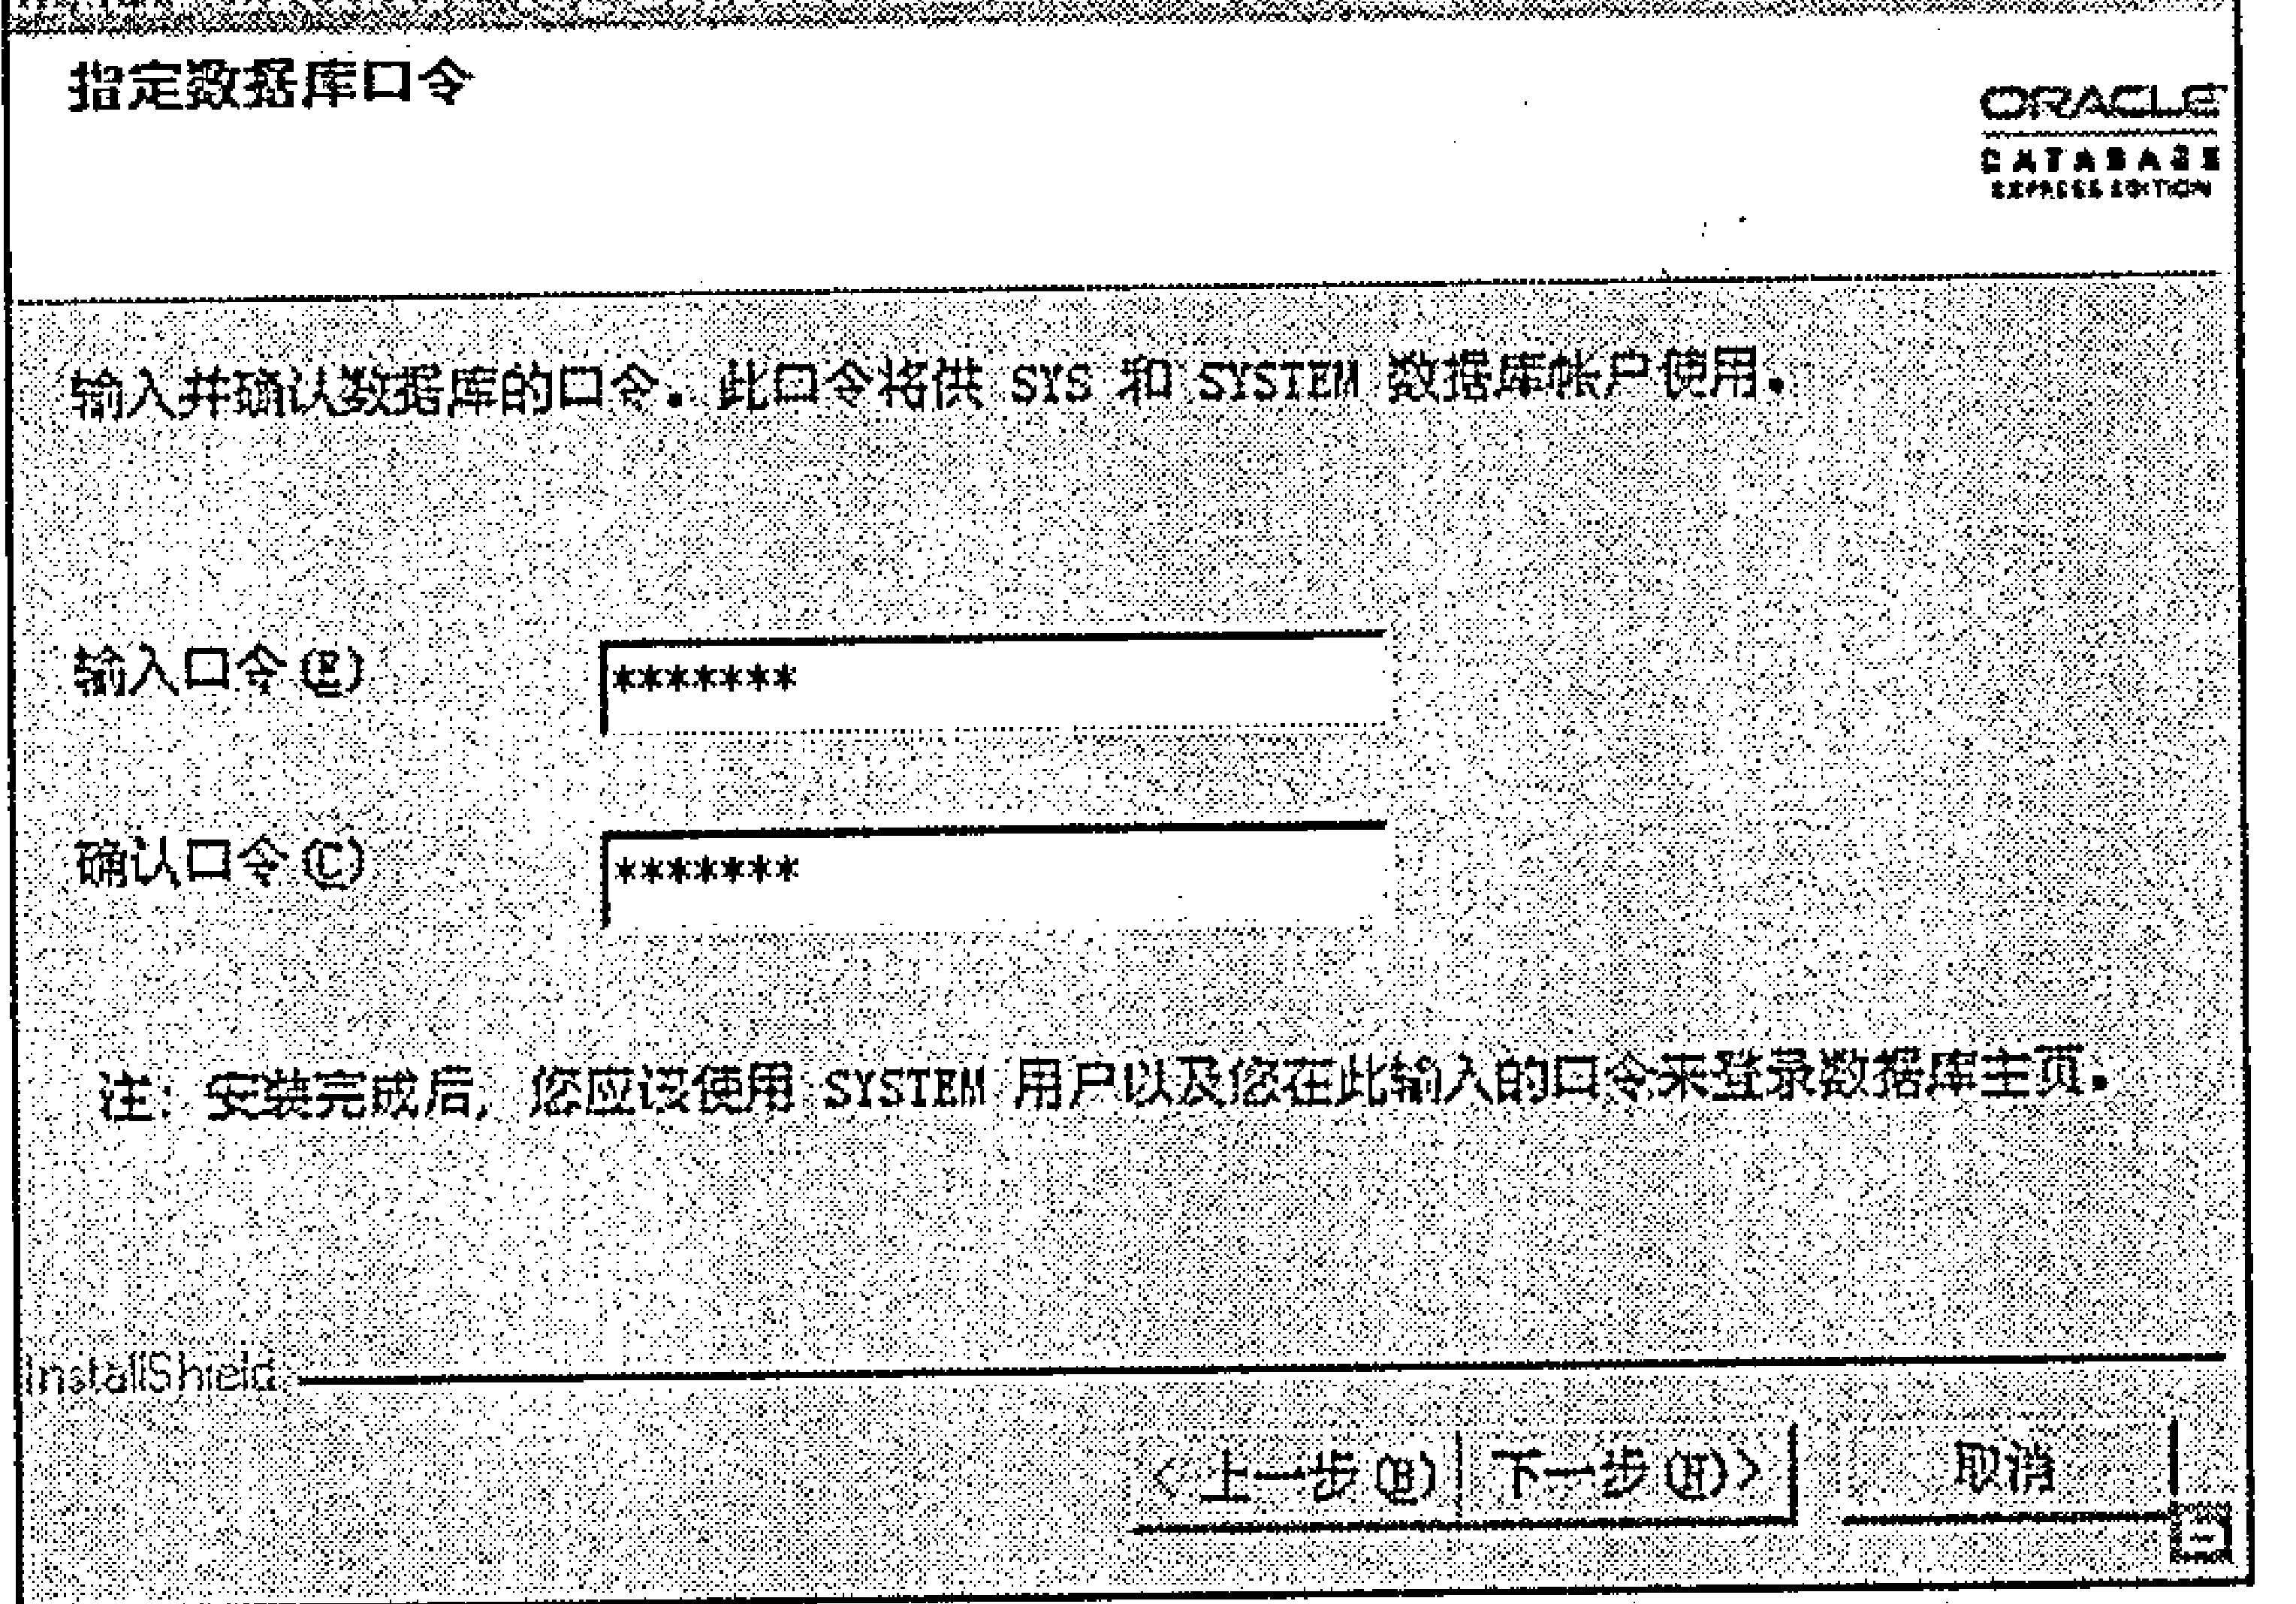 指定数据库口令
ORACLE
DATABASE
EXPRESS EDITION
输入并确认数据库的口令。此口令将供 SYS 和 SYSTEM 数据库帐户使用。
输入口令(P)
*******
确认口令(C)
*******
注: 安装完成后, 您应该使用 SYSTEM 用户以及您在此输入的口令来登录数据库主页。
InstallShield
< 上一步(B) 下一步(N)> 取消